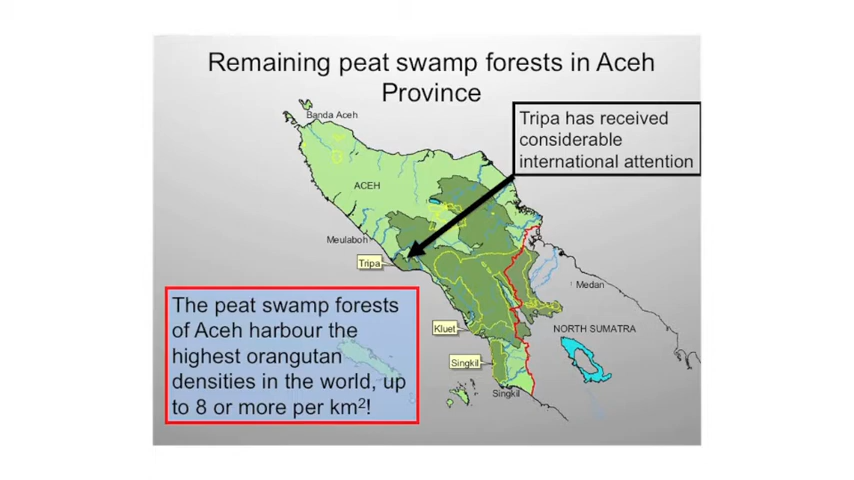 Remaining peat swamp forests in Aceh
Province
Tripa has received
considerable
international attention
Banda Aceh
ACEH
Meulaboh
Tripa
Medan
The peat swamp forests
of Aceh harbour the
highest orangutan
densities in the world, up
to 8 or more per km²!
Kluet
NORTH SUMATRA
Singkil
Singkil